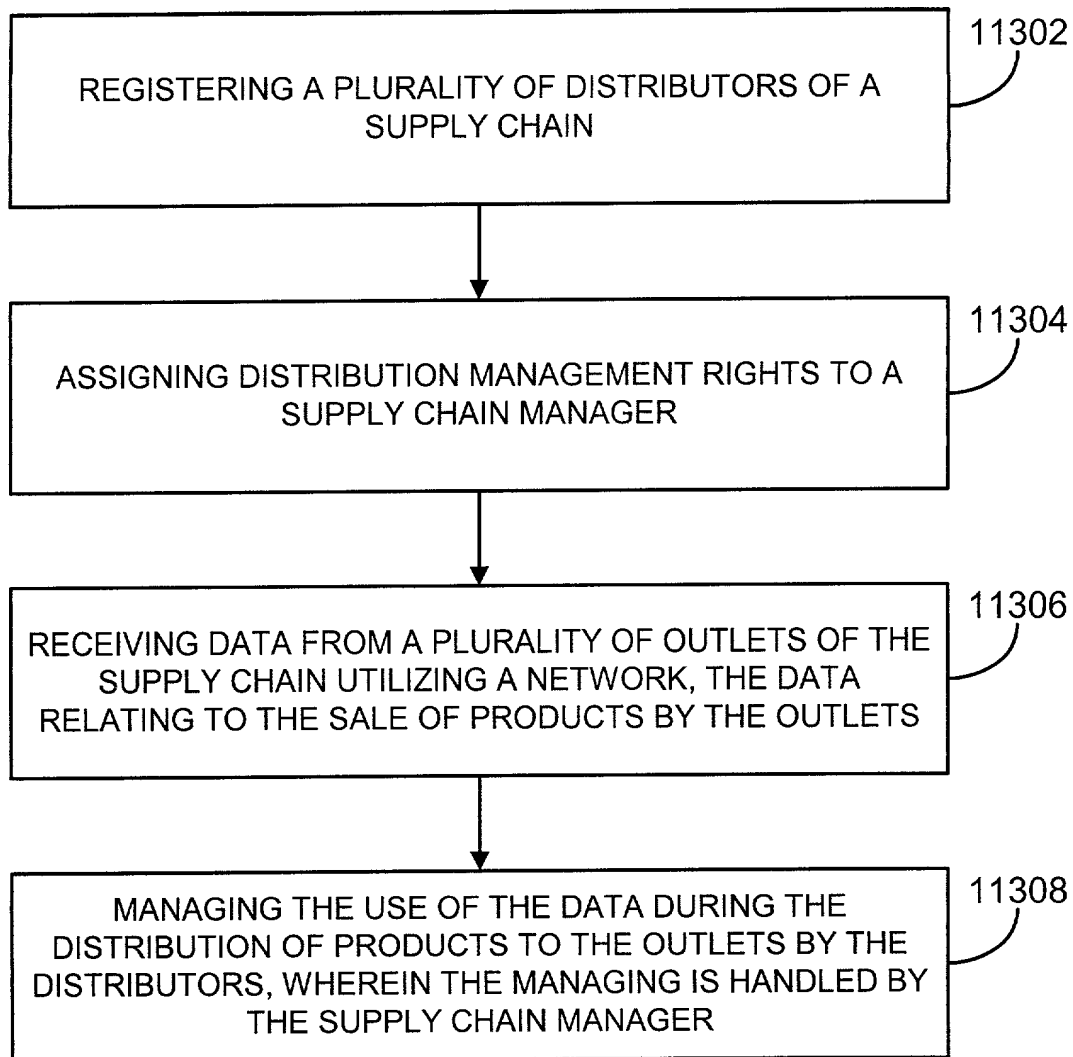 11302
REGISTERING A PLURALITY OF DISTRIBUTORS OF A
SUPPLY CHAIN
11304
ASSIGNING DISTRIBUTION MANAGEMENT RIGHTS TO A
SUPPLY CHAIN MANAGER
11306
RECEIVING DATA FROM A PLURALITY OF OUTLETS OF THE
SUPPLY CHAIN UTILIZING A NETWORK, THE DATA
RELATING TO THE SALE OF PRODUCTS BY THE OUTLETS
11308
MANAGING THE USE OF THE DATA DURING THE
DISTRIBUTION OF PRODUCTS TO THE OUTLETS BY THE
DISTRIBUTORS, WHEREIN THE MANAGING IS HANDLED BY
THE SUPPLY CHAIN MANAGER